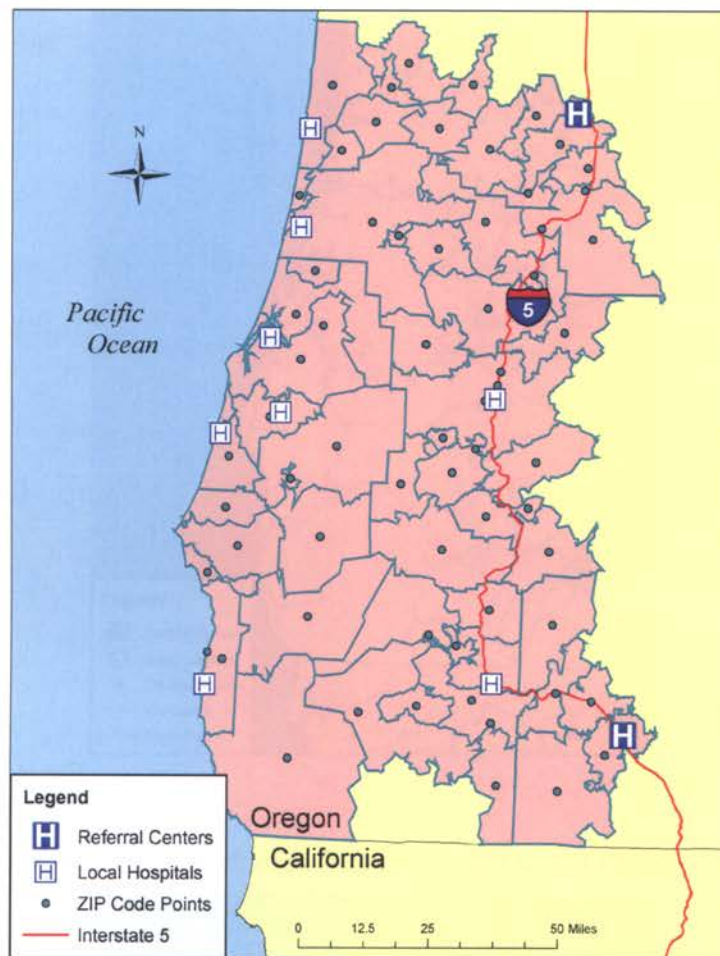 N
H
H
H
Pacific
Ocean
5
H
H
H
H
H
H
H
Legend
H Referral Centers
H Local Hospitals
ZIP Code Points
Interstate 5
Oregon
California
0 12.5 25 50 Miles